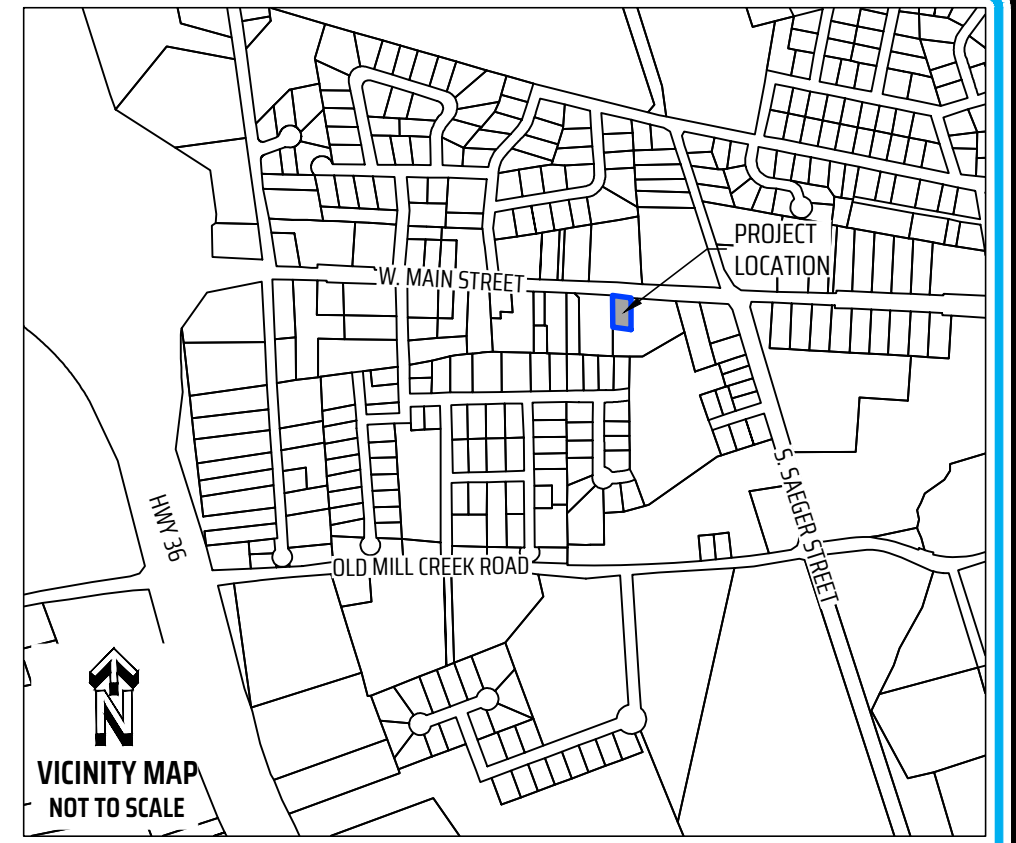 PROJECT
LOCATION
W. MAIN STREET
S. SAEGER STREET
HWY 36
OLD MILL CREEK ROAD
N
VICINITY MAP
NOT TO SCALE